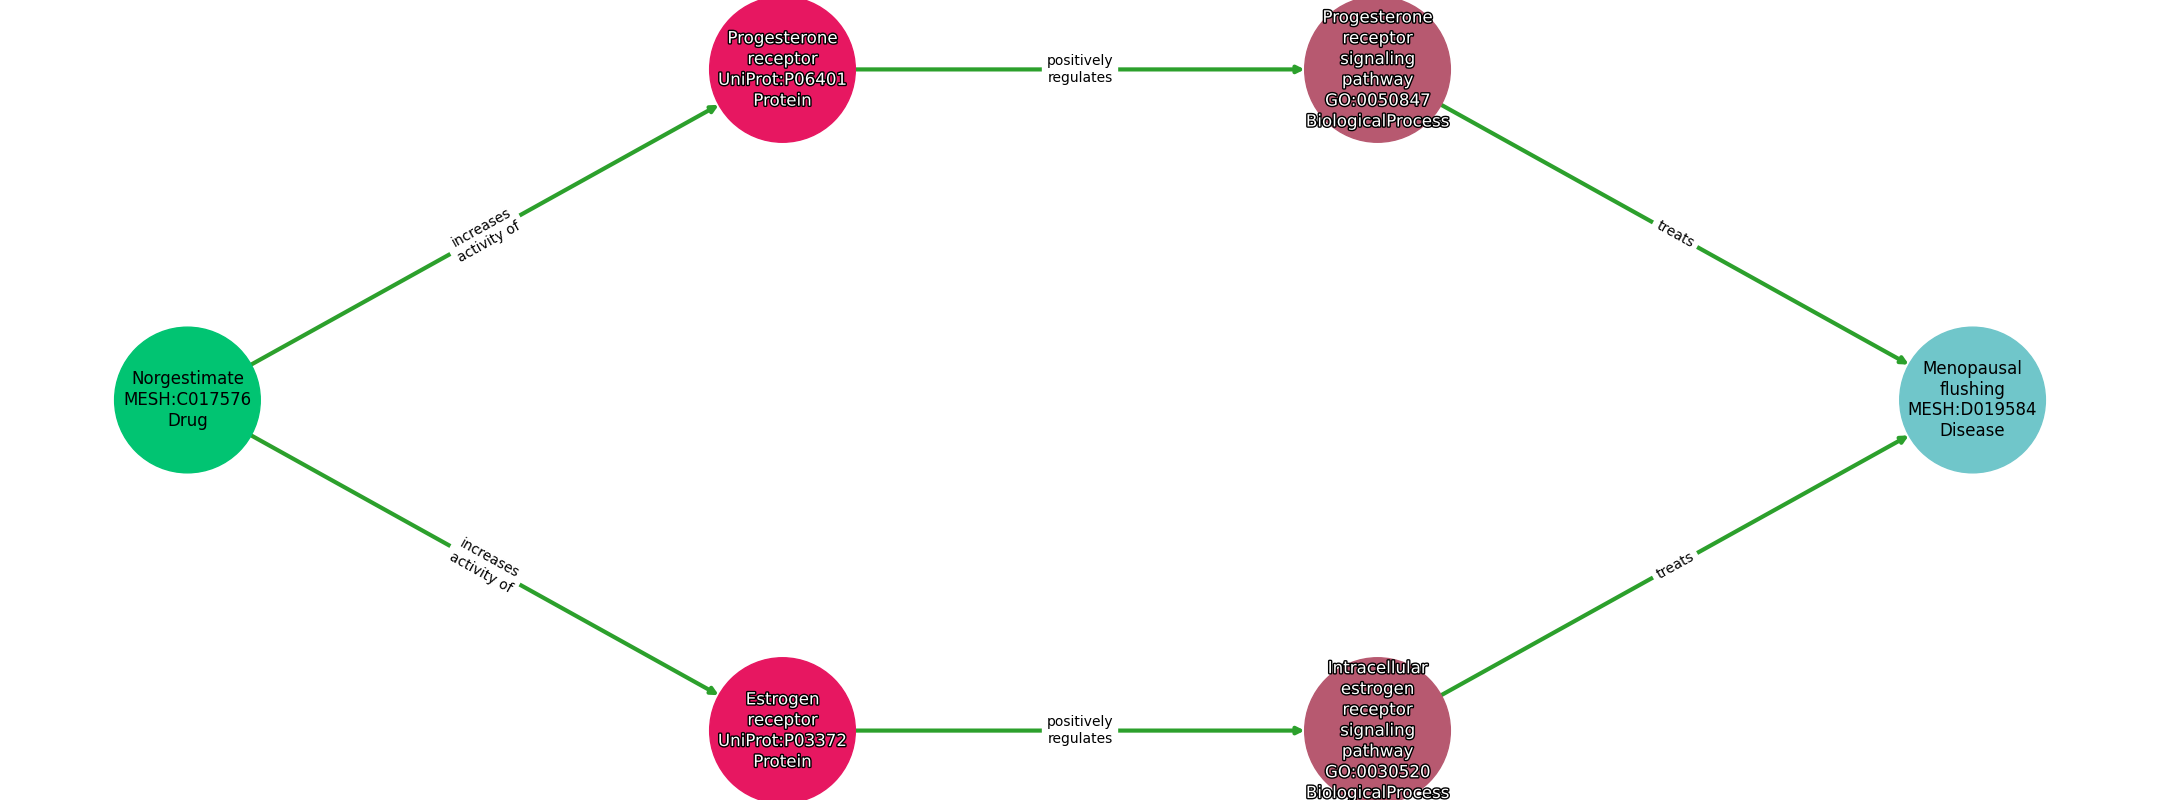 Progesterone
receptor
UniProt:P06401
Protein
positively
regulates
Progesterone
receptor
signaling
pathway
GO:0050847
BiologicalProcess
increases
activity of
treats
Norgestimate
MESH:C017576
Drug
Menopausal
flushing
MESH:D019584
Disease
increases
activity of
treats
Estrogen
receptor
UniProt:P03372
Protein
positively
regulates
Intracellular
estrogen
receptor
signaling
pathway
GO:0030520
BiologicalProcess